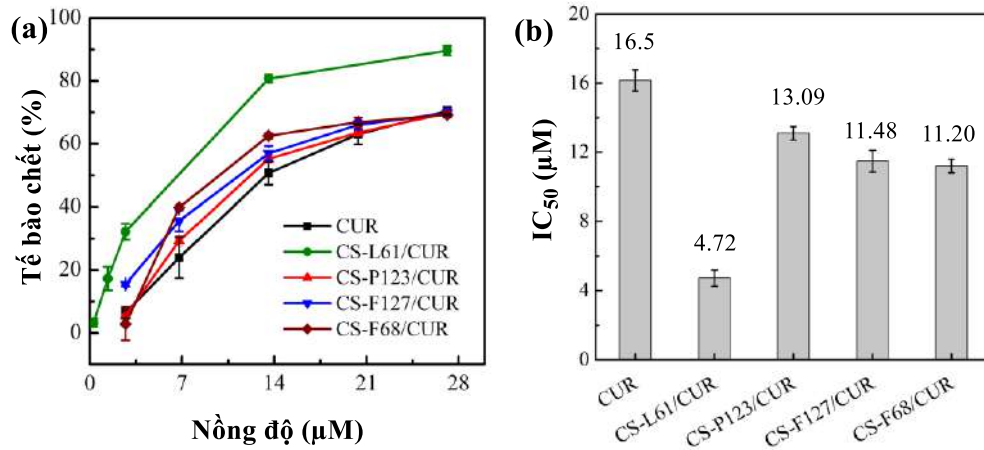 (a)
100
80
60
40
20
0
Té bào chết (%)
CUR
CS-L61/CUR
CS-P123/CUR
CS-F127/CUR
CS-F68/CUR
0 7 14 21 28
Nồng độ (μM)
(b)
20
16
12
8
4
0
IC50 (μM)
16.5
4.72
13.09
11.48
11.20
CUR
CS-L61/CUR
CS-P123/CUR
CS-F127/CUR
CS-F68/CUR